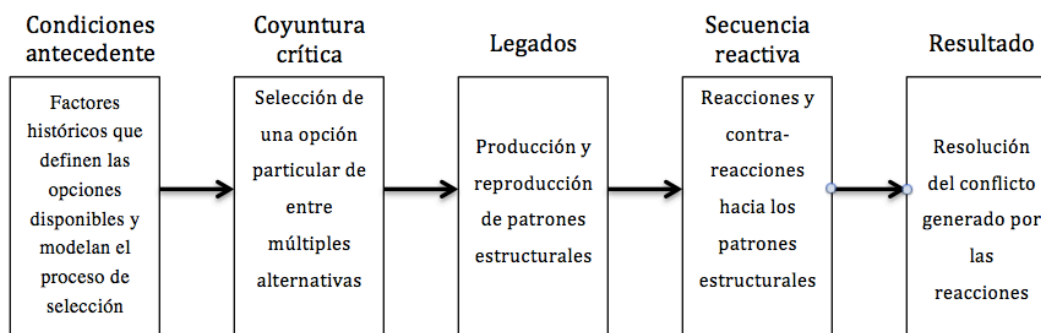 Condiciones
antecedente
Factores
históricos que
definen las
opciones
disponibles y
modelan el
proceso de
selección
Coyuntura
crítica
Selección de
una opción
particular de
entre
múltiples
alternativas
Legados
Producción y
reproducción
de patrones
estructurales
Secuencia
reactiva
Reacciones y
contra-
reacciones
hacia los
patrones
estructurales
Resultado
Resolución
del conflicto
generado por
las
reacciones